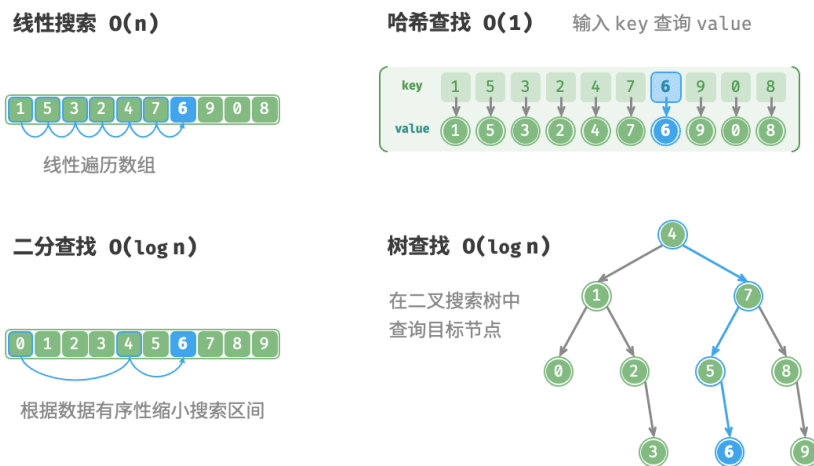 线性搜索 O(n)
1 5 3 2 4 7 6 9 0 8
线性遍历数组
哈希查找 O(1) 输入 key 查询 value
key 1 5 3 2 4 7 6 9 0 8
value 1 5 3 2 4 7 6 9 0 8
二分查找 O(log n)
0 1 2 3 4 5 6 7 8 9
根据数据有序性缩小搜索区间
树查找 O(log n)
在二叉搜索树中
查询目标节点
4
1 7
0 2 5 8
3 6 9